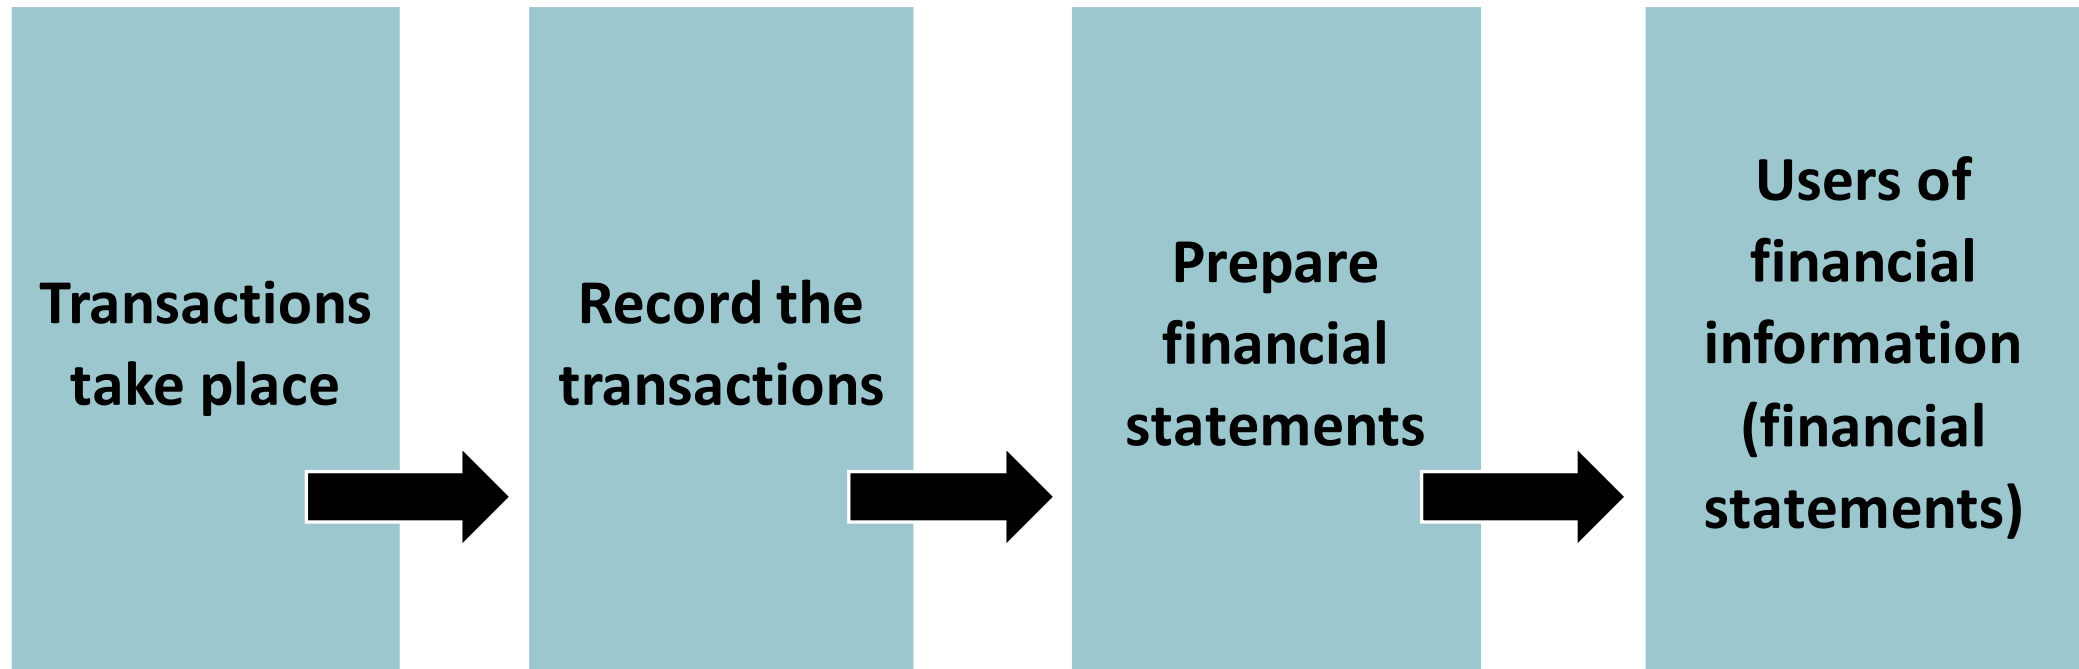 Transactions
take place
Record the
transactions
Prepare
financial
statements
Users of
financial
information
(financial
statements)